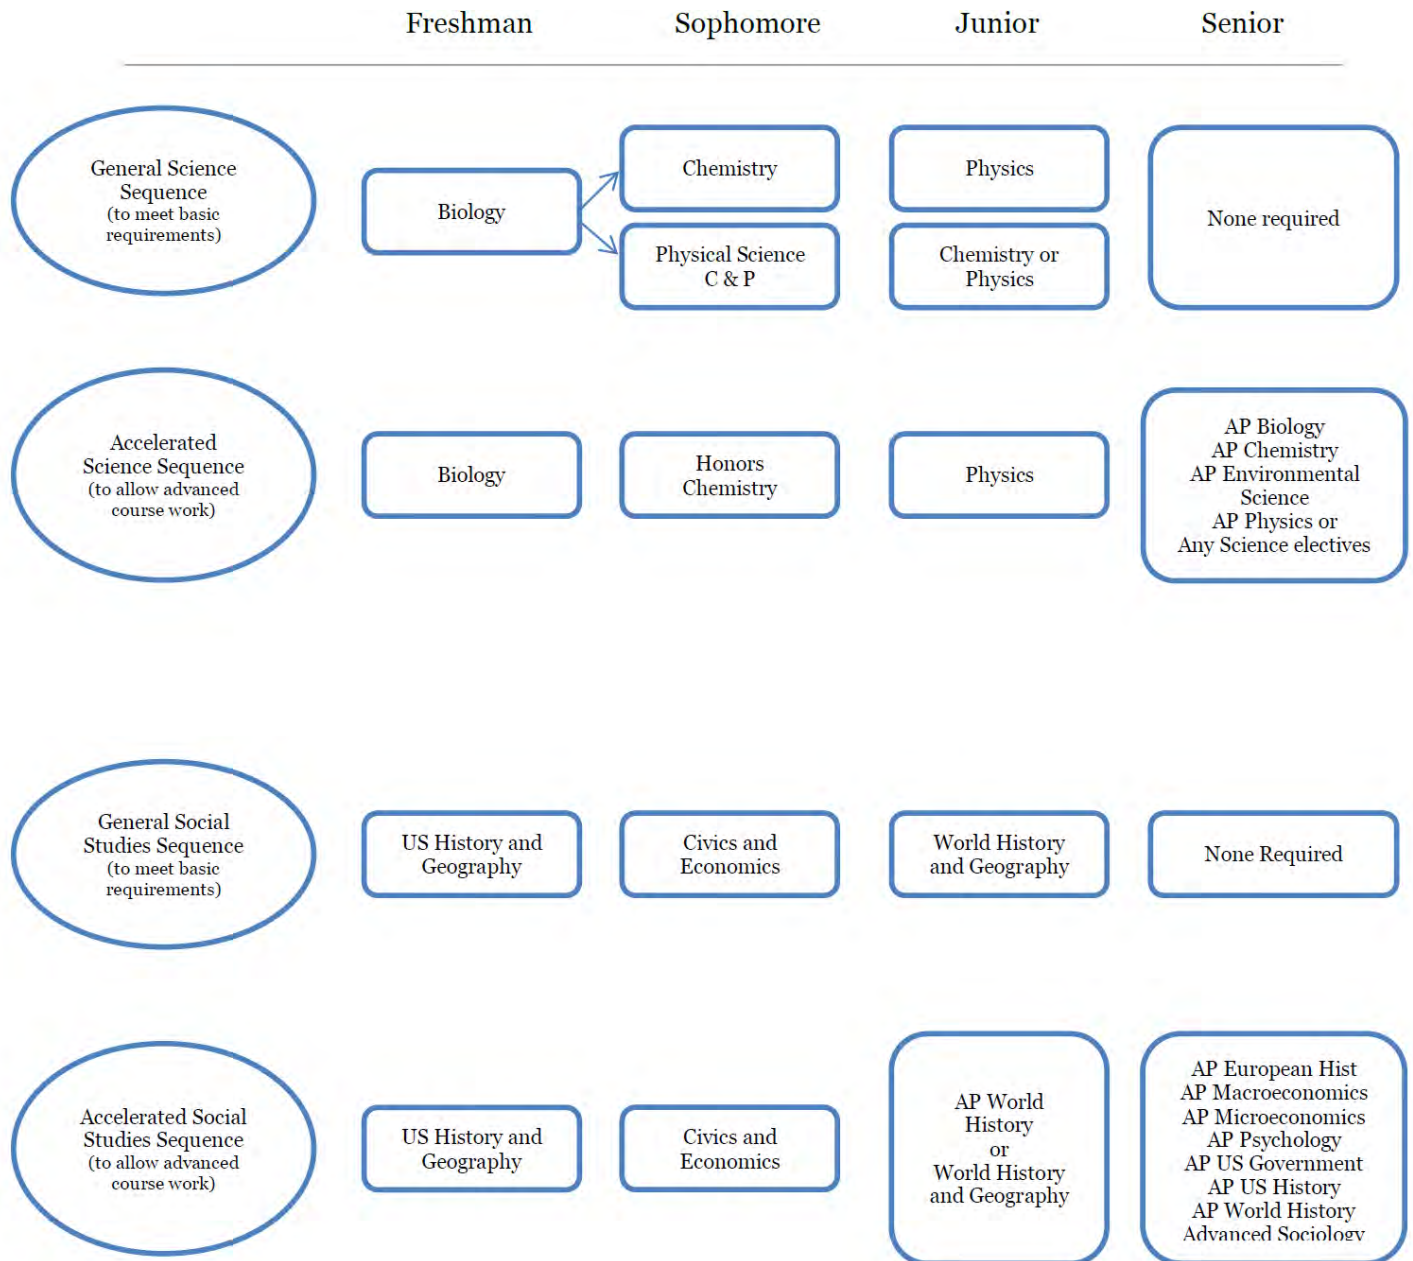 Freshman Sophomore Junior Senior
General Science
Sequence
(to meet basic
requirements)
Biology
Chemistry
Physical Science
C & P
Physics
Chemistry or
Physics
None required
Accelerated
Science Sequence
(to allow advanced
course work)
Biology
Honors
Chemistry
Physics
AP Biology
AP Chemistry
AP Environmental
Science
AP Physics or
Any Science electives
General Social
Studies Sequence
(to meet basic
requirements)
US History and
Geography
Civics and
Economics
World History
and Geography
None Required
Accelerated Social
Studies Sequence
(to allow advanced
course work)
US History and
Geography
Civics and
Economics
AP World
History
or
World History
and Geography
AP European Hist
AP Macroeconomics
AP Microeconomics
AP Psychology
AP US Government
AP US History
AP World History
Advanced Sociology